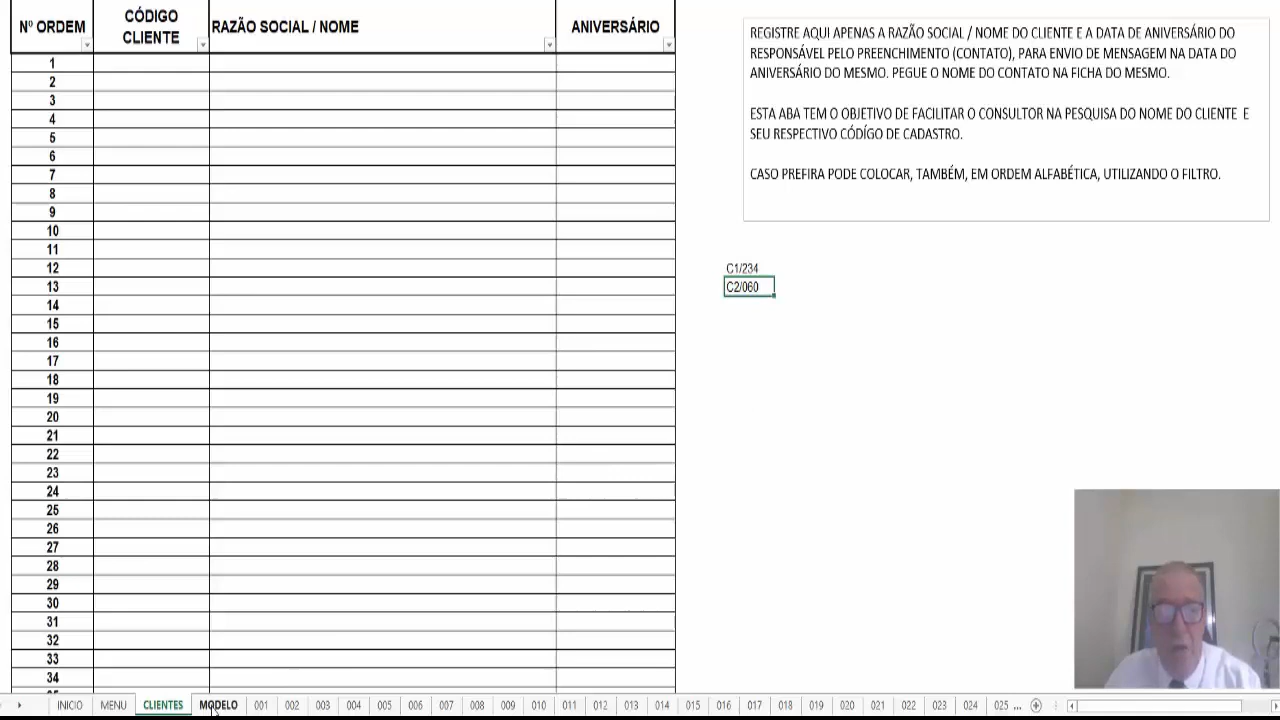 Nº ORDEM
CÓDIGO
CLIENTE
RAZÃO SOCIAL / NOME
ANIVERSÁRIO
1
2
3
4
5
6
7
8
9
10
11
12
13
14
15
16
17
18
19
20
21
22
23
24
25
26
27
28
29
30
31
32
33
34
REGISTRE AQUI APENAS A RAZÃO SOCIAL / NOME DO CLIENTE E A DATA DE ANIVERSÁRIO DO
RESPONSÁVEL PELO PREENCHIMENTO (CONTATO), PARA ENVIO DE MENSAGEM NA DATA DO
ANIVERSÁRIO DO MESMO. PEGUE O NOME DO CONTATO NA FICHA DO MESMO.
ESTA ABA TEM O OBJETIVO DE FACILITAR O CONSULTOR NA PESQUISA DO NOME DO CLIENTE E
SEU RESPECTIVO CÓDÍGO DE CADASTRO.
CASO PREFIRA PODE COLOCAR, TAMBÉM, EM ORDEM ALFABÉTICA, UTILIZANDO O FILTRO.
C1/234
C2/060
INICIO MENU CLIENTES MODELO 001 002 003 004 005 006 007 008 009 010 011 012 013 014 015 016 017 018 019 020 021 022 023 024 025 ...